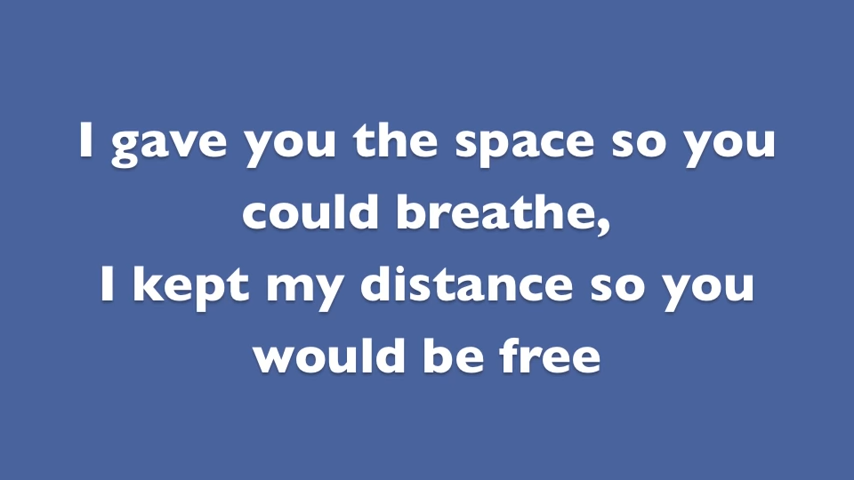 I gave you the space so you
could breathe,
I kept my distance so you
would be free